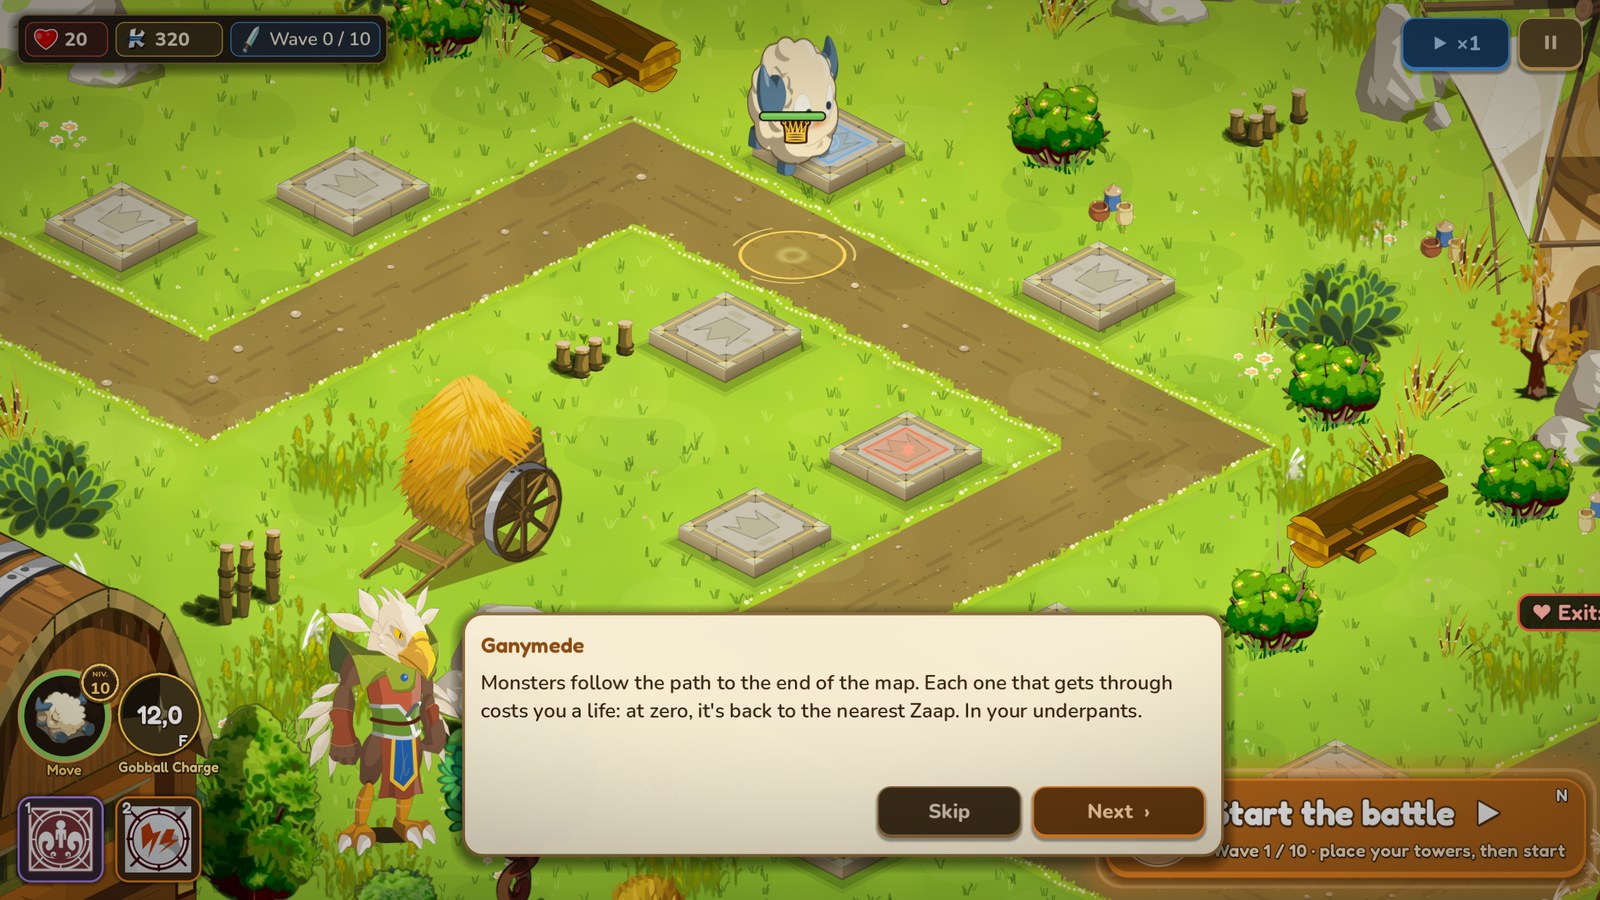 20
320
Wave 0 / 10
×1
Exit:
Ganymede
Monsters follow the path to the end of the map. Each one that gets through
costs you a life: at zero, it's back to the nearest Zaap. In your underpants.
Skip
Next ›
NIV.
10
12,0
F
Move
Gobball Charge
1
2
Start the battle
N
Wave 1 / 10 · place your towers, then start